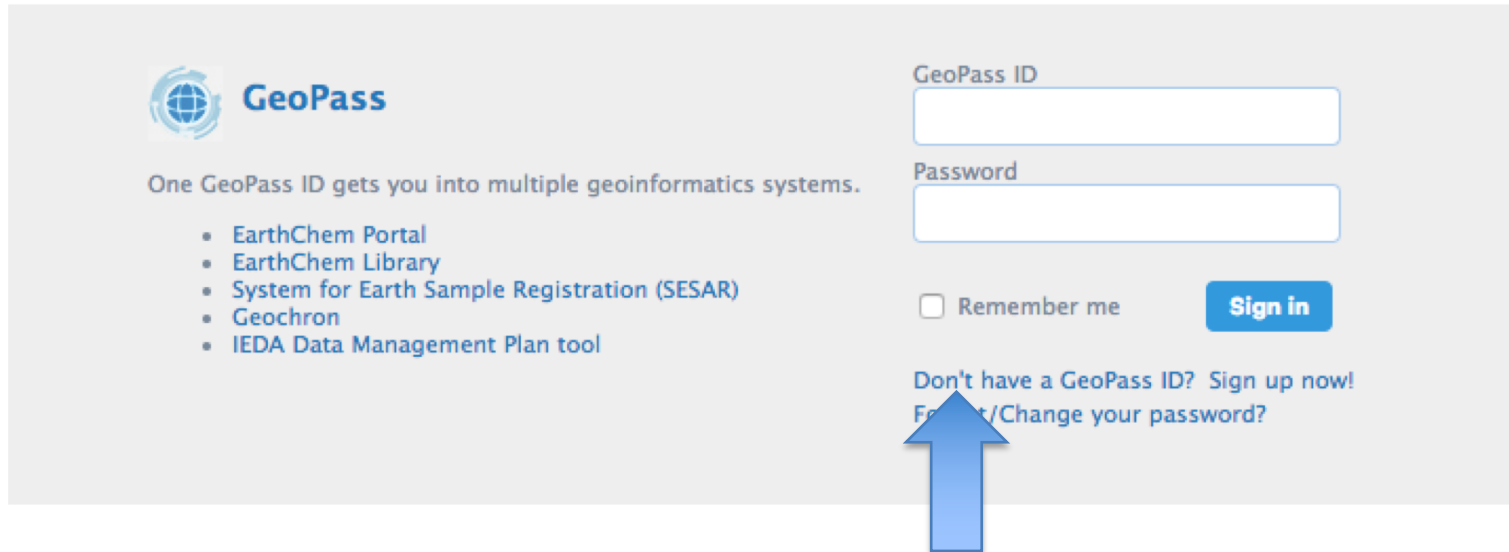 GeoPass
One GeoPass ID gets you into multiple geoinformatics systems.
EarthChem Portal
EarthChem Library
System for Earth Sample Registration (SESAR)
Geochron
IEDA Data Management Plan tool
GeoPass ID
Password
Remember me
Sign in
Don't have a GeoPass ID? Sign up now!
/Change your password?